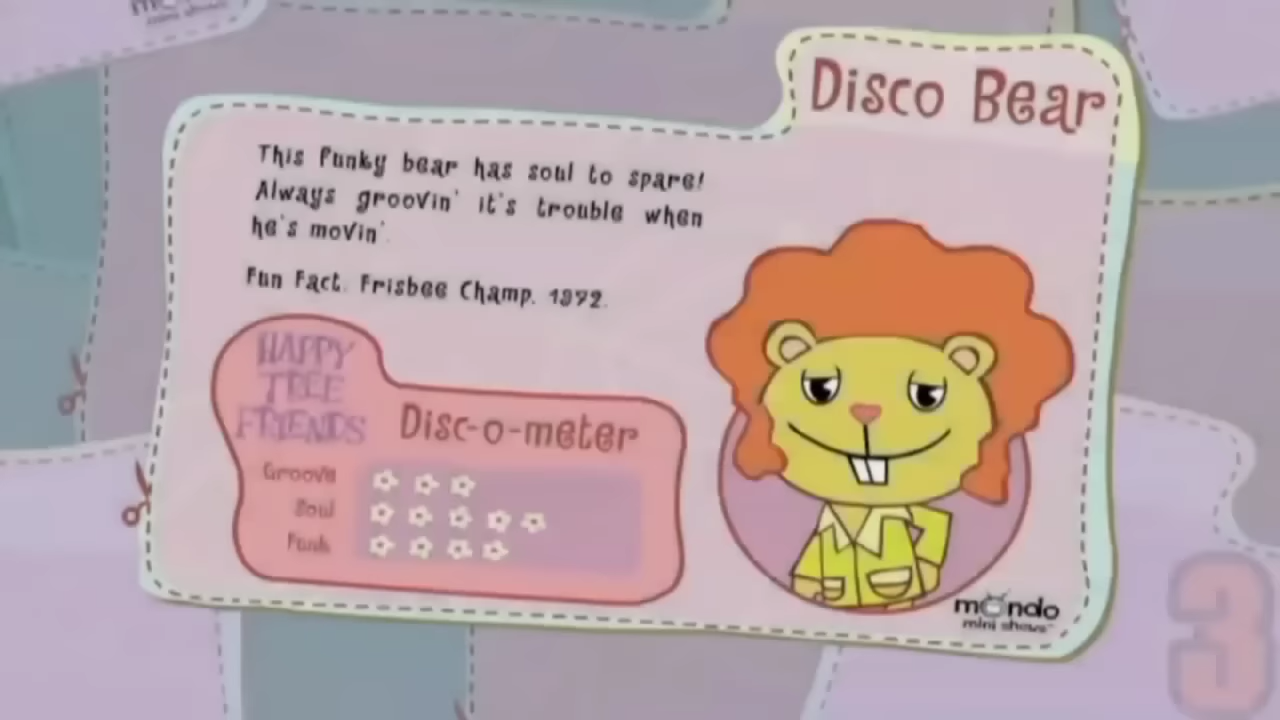 Disco Bear
This funky bear has soul to spare!
Always groovin' it's trouble when
he's movin'.
Fun Fact. Frisbee Champ. 1972.
HAPPY
TREE
FRIENDS
Disc-o-meter
Groove
Soul
Funk
mondo
mini shows
3